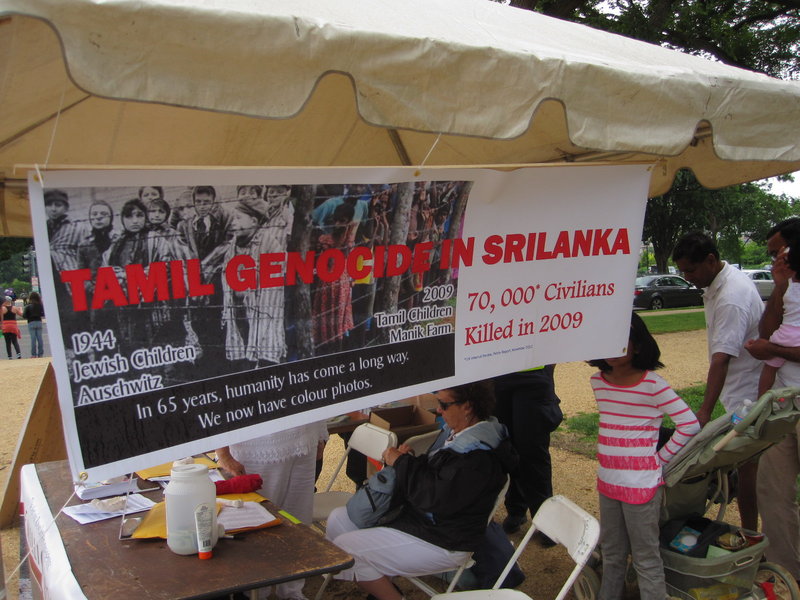 TAMIL GENOCIDE IN SRILANKA
1944
Jewish Children
Auschwitz
2009
Tamil Children
Manik Farm.
In 65 years, humanity has come a long way.
We now have colour photos.
70, 000* Civilians
Killed in 2009